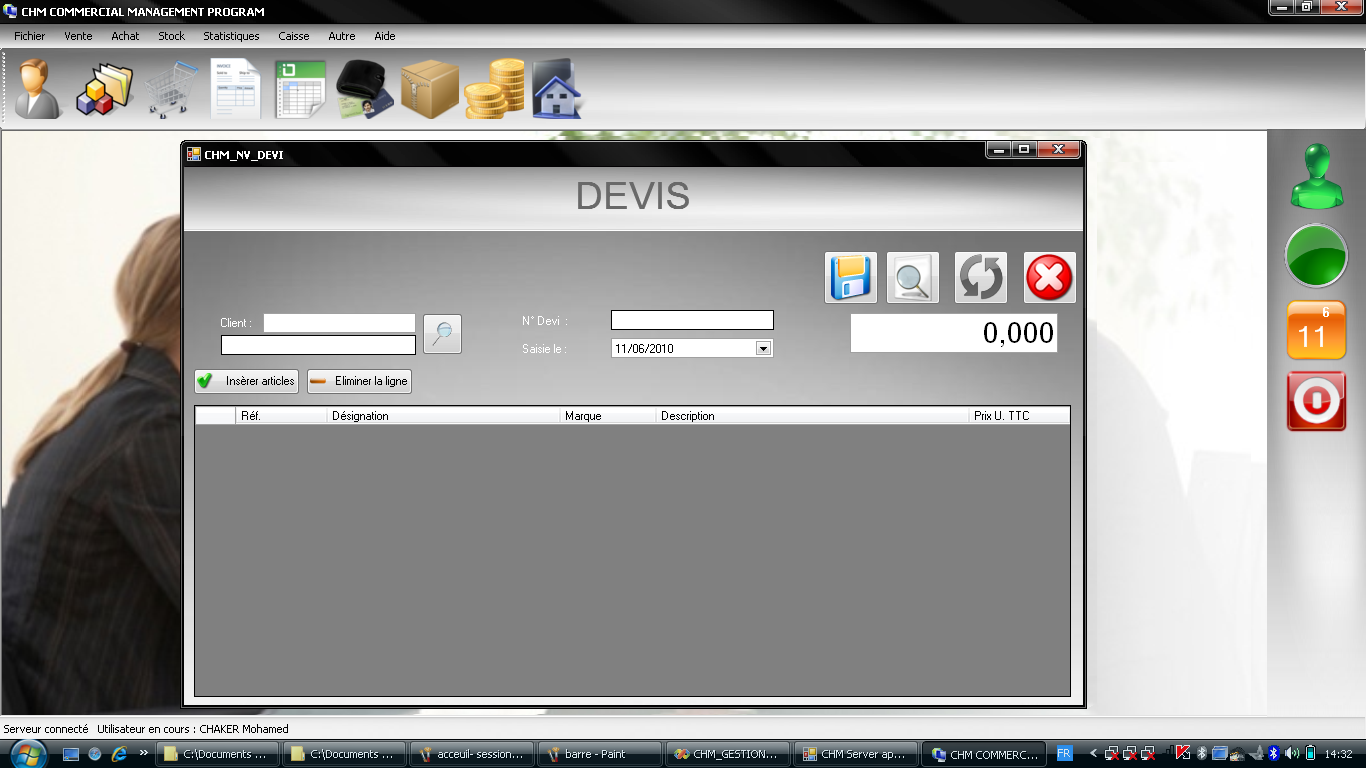 CHM COMMERCIAL MANAGEMENT PROGRAM
Fichier Vente Achat Stock Statistiques Caisse Autre Aide
INVOICE
CHM_NV_DEVI
DEVIS
Client :
N° Devi :
0,000
Saisie le :
11/06/2010
6
11
Insèrer articles Eliminer la ligne
Réf. Désignation Marque Description Prix U. TTC
Serveur connecté Utilisateur en cours : CHAKER Mohamed
C:\Documents ... C:\Documents ... acceuil- session... barre - Paint CHM_GESTION... CHM Server ap... CHM COMMERC... FR 14:32